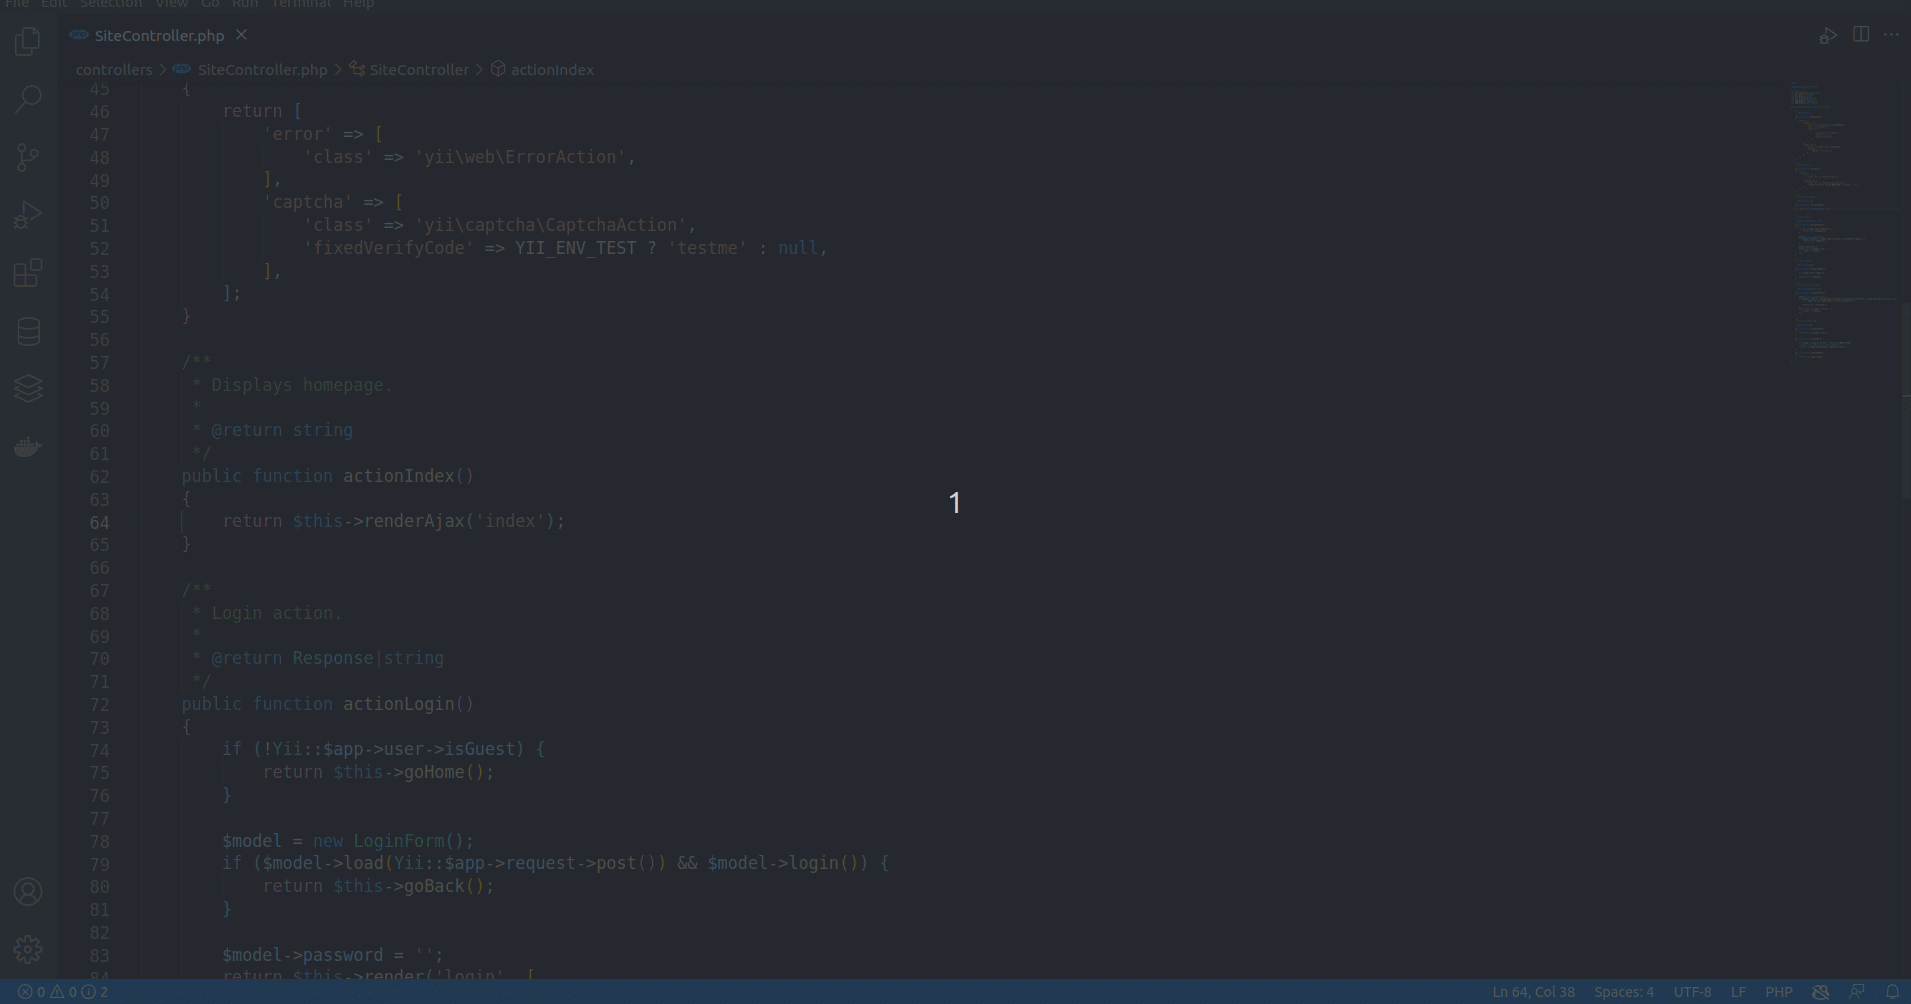 File Edit Selection View Go Run Terminal Help
SiteController.php
controllers > SiteController.php > SiteController > actionIndex
45 {
46 return [
47 'error' => [
48 'class' => 'yii\web\ErrorAction',
49 ],
50 'captcha' => [
51 'class' => 'yii\captcha\CaptchaAction',
52 'fixedVerifyCode' => YII_ENV_TEST ? 'testme' : null,
53 ],
54 ];
55 }
56
57 /**
58 * Displays homepage.
59 *
60 * @return string
61 */
62 public function actionIndex()
63 {
64 return $this->renderAjax('index');
65 }
66
67 /**
68 * Login action.
69 *
70 * @return Response|string
71 */
72 public function actionLogin()
73 {
74 if (!Yii::$app->user->isGuest) {
75 return $this->goHome();
76 }
77
78 $model = new LoginForm();
79 if ($model->load(Yii::$app->request->post()) && $model->login()) {
80 return $this->goBack();
81 }
82
83 $model->password = '';
84 return $this->render('login', [
1
0 0 2
Ln 64, Col 38 Spaces: 4 UTF-8 LF PHP